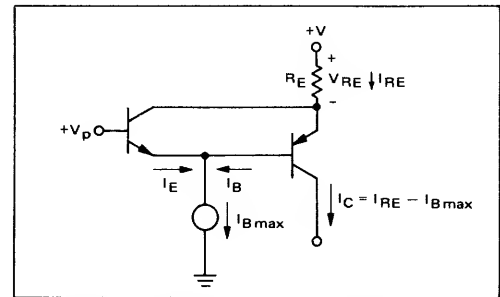 +V
+
R_E V_RE ↓ I_RE
−
+V_p
→ ←
I_E I_B
↓ I_Bmax
↓ I_C = I_RE − I_Bmax